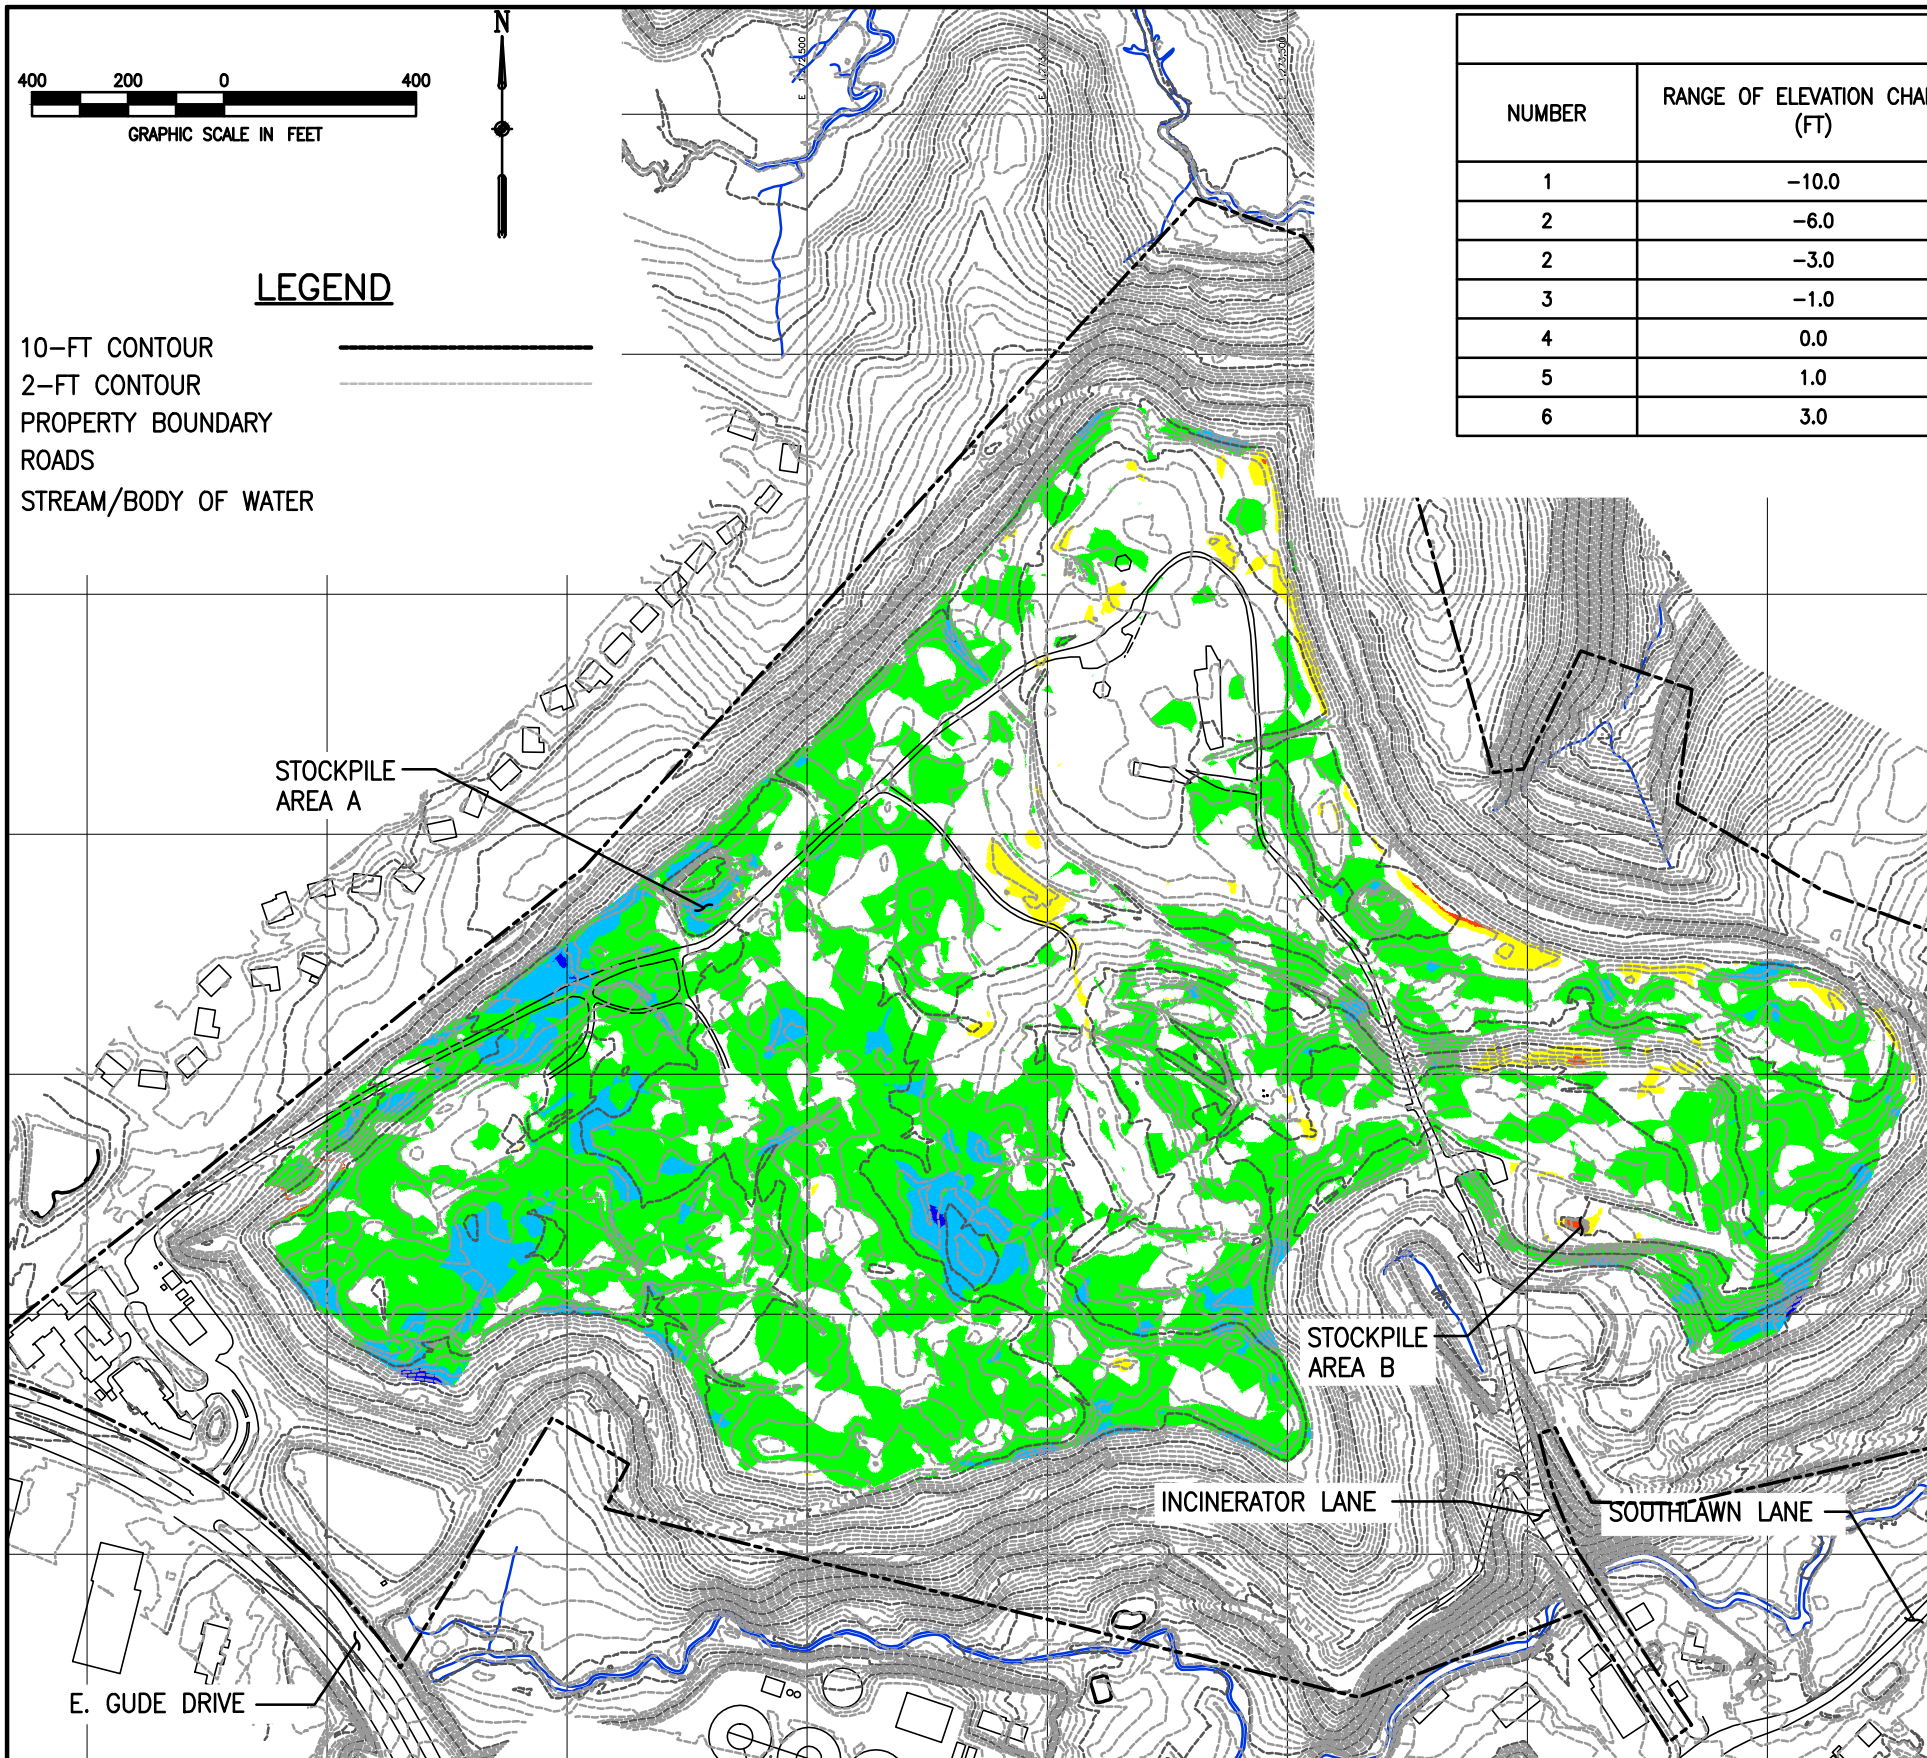 N
400 200 0 400
GRAPHIC SCALE IN FEET
LEGEND
10-FT CONTOUR
2-FT CONTOUR
PROPERTY BOUNDARY
ROADS
STREAM/BODY OF WATER
NUMBER
RANGE OF ELEVATION CHA
(FT)
1 -10.0
2 -6.0
2 -3.0
3 -1.0
4 0.0
5 1.0
6 3.0
STOCKPILE
AREA A
STOCKPILE
AREA B
INCINERATOR LANE
SOUTHLAWN LANE
E. GUDE DRIVE